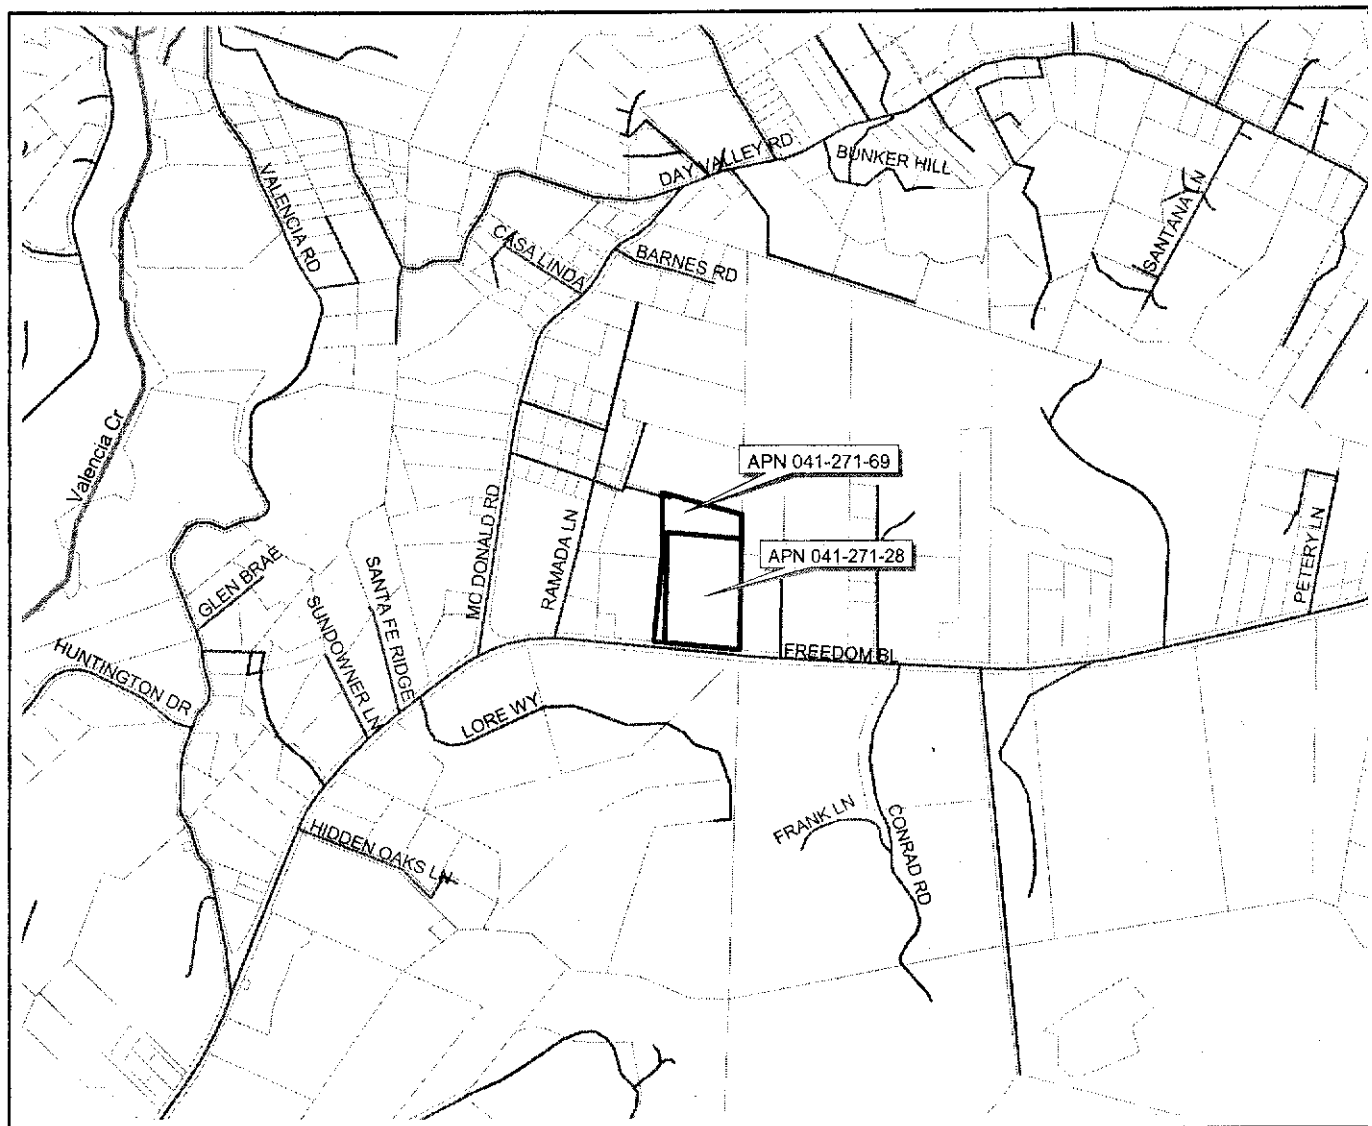 DAY VALLEY RD
BUNKER HILL
VALENCIA RD
SANTANA LN
CASA LINDA
BARNES RD
Valencia Cr
APN 041-271-69
MC DONALD RD
RAMADA LN
APN 041-271-28
PETERY LN
GLEN BRAE
SANTA FE RIDGE
SUNDOWNER LN
FREEDOM BL
HUNTINGTON DR
LORE WY
FRANK LN
CONRAD RD
HIDDEN OAKS LN